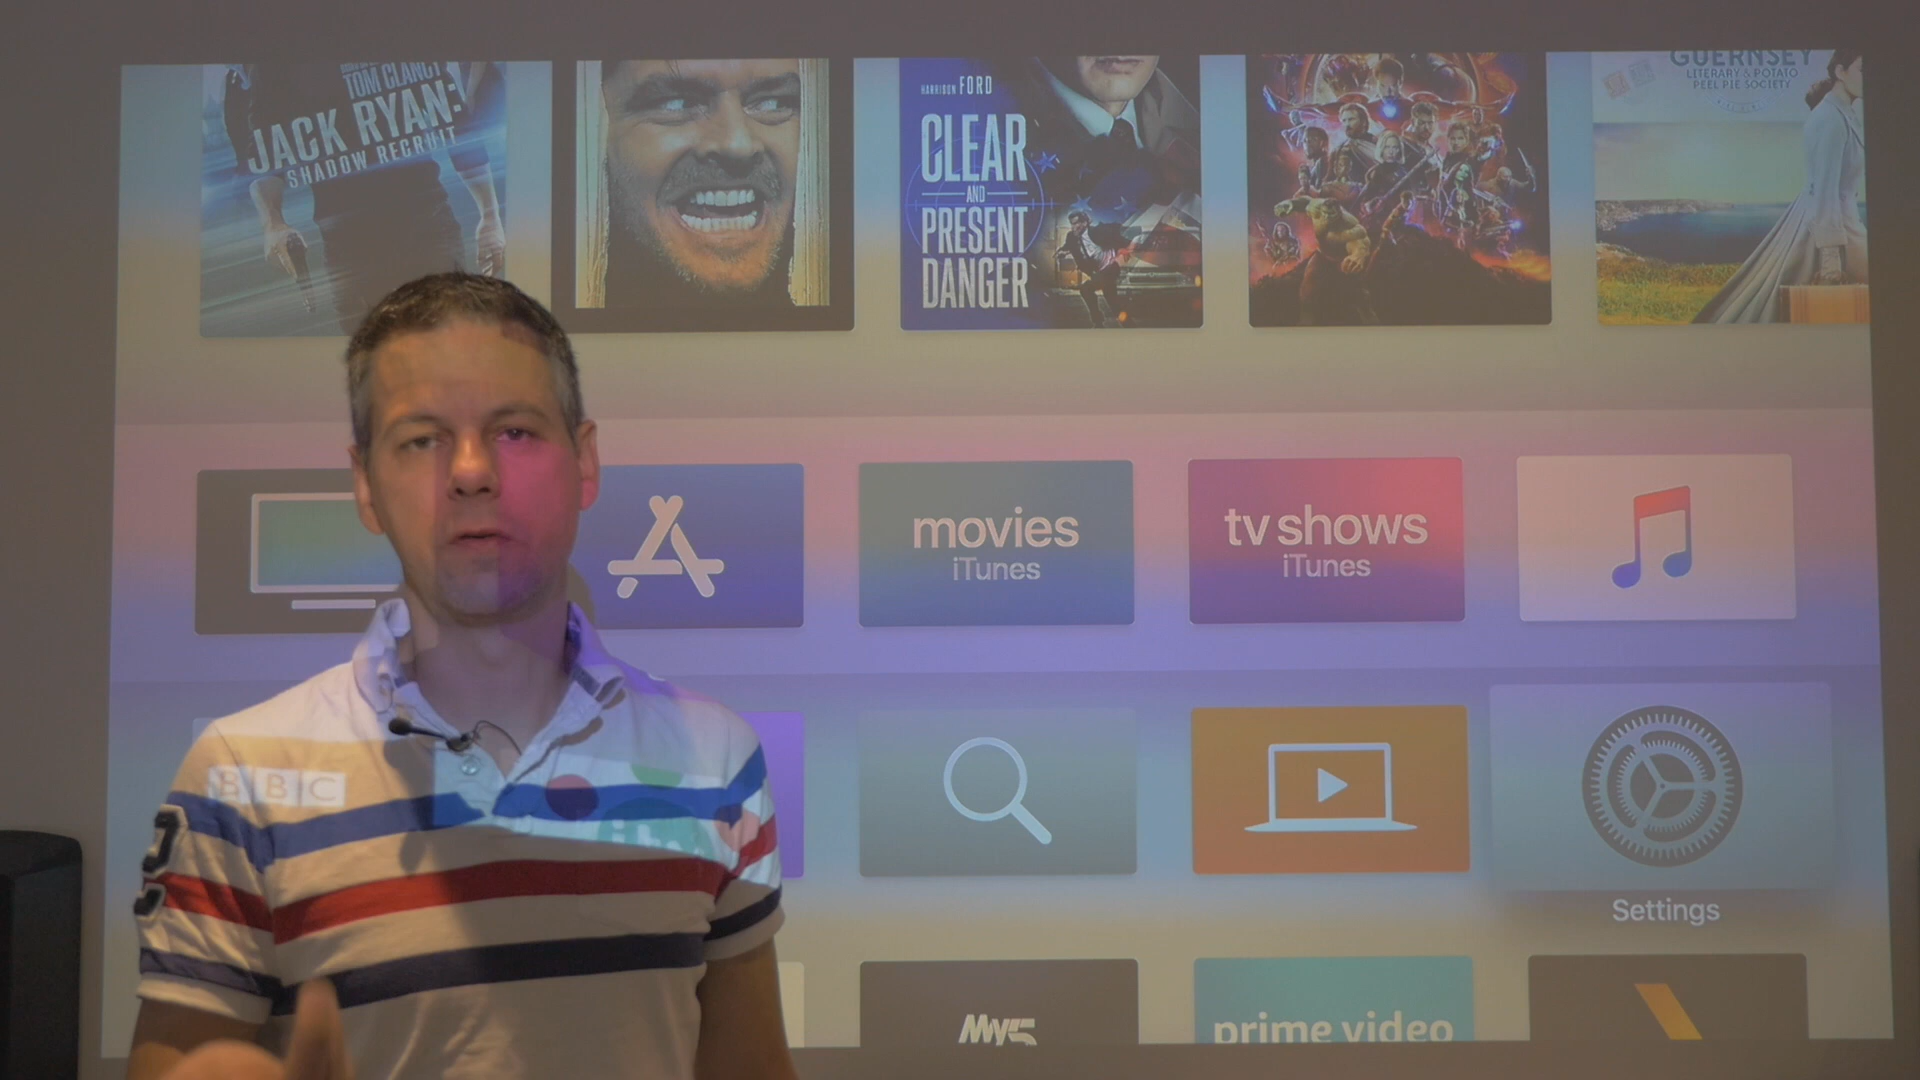 TOM CLANCY
JACK RYAN:
SHADOW RECRUIT
HARRISON FORD
CLEAR
AND
PRESENT
DANGER
GUERNSEY
LITERARY & POTATO
PEEL PIE SOCIETY
movies
iTunes
tv shows
iTunes
BBC
Settings
My5
prime video